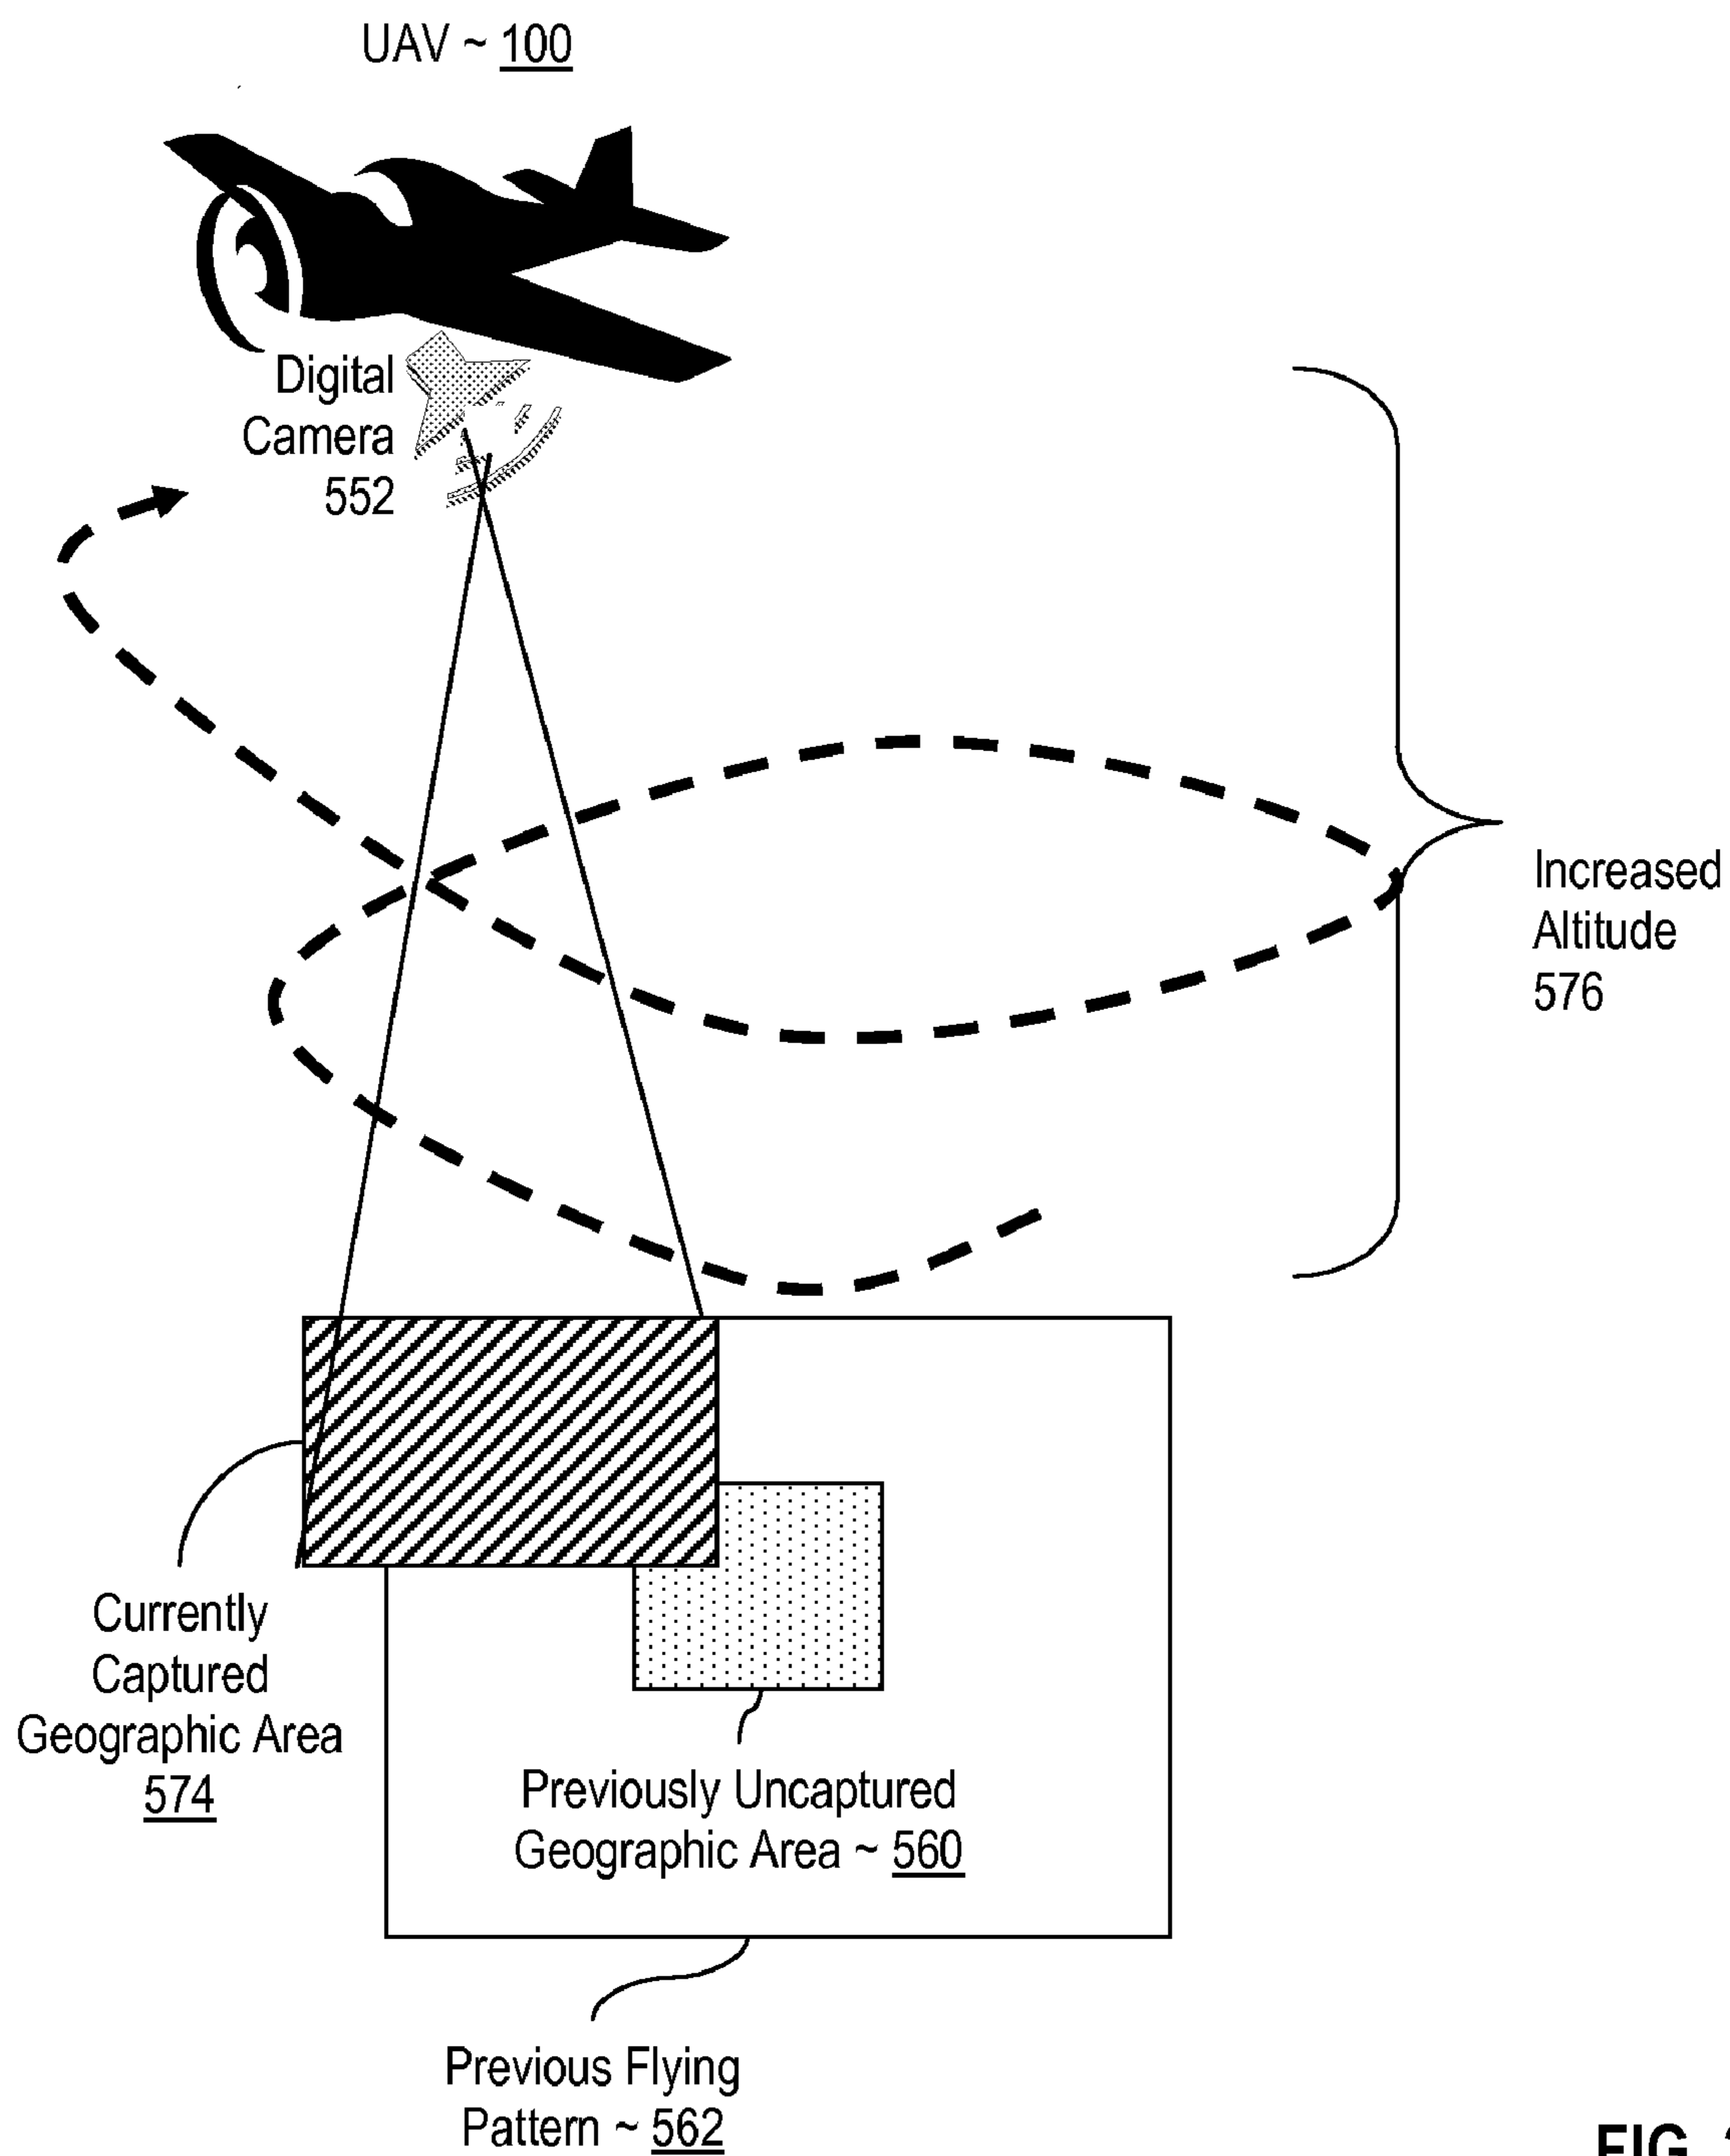 UAV ~ 100
Digital
Camera
552
Increased
Altitude
576
Currently
Captured
Geographic Area
574
Previously Uncaptured
Geographic Area ~ 560
Previous Flying
Pattern ~ 562
FIG.